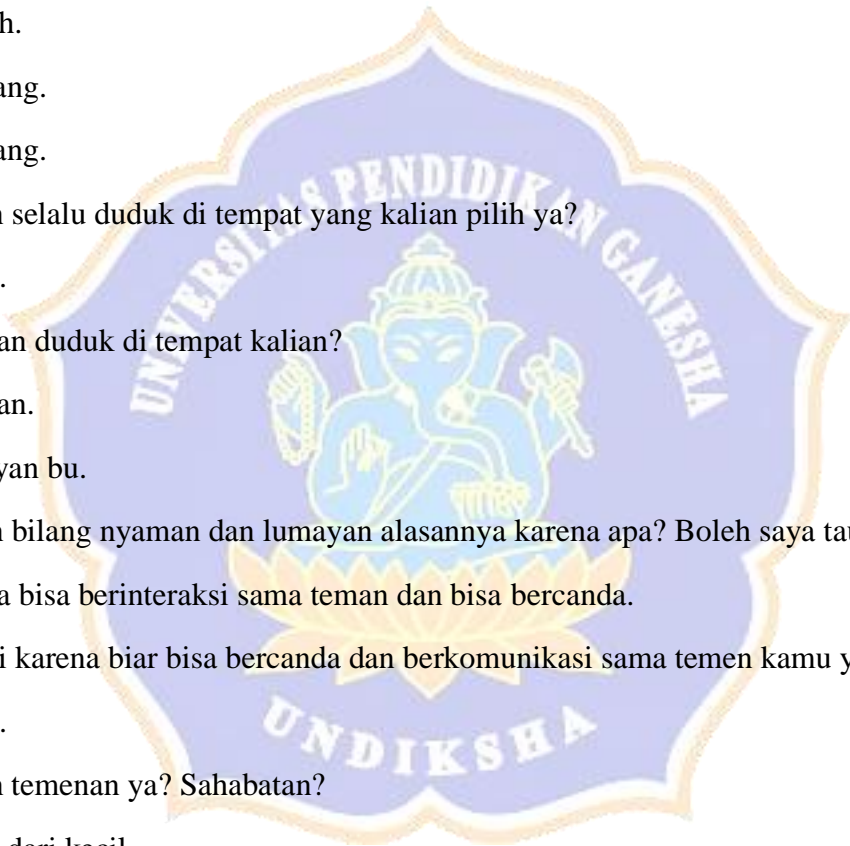 h.
ang.
ang.
n selalu duduk di tempat yang kalian pilih ya?
.
an duduk di tempat kalian?
an.
yan bu.
n bilang nyaman dan lumayan alasannya karena apa? Boleh saya tau
a bisa berinteraksi sama teman dan bisa bercanda.
i karena biar bisa bercanda dan berkomunikasi sama temen kamu y
.
n temenan ya? Sahabatan?
dari kecil
UNIVERSITAS PENDIDIKAN GANESHA
UNDIKSHA